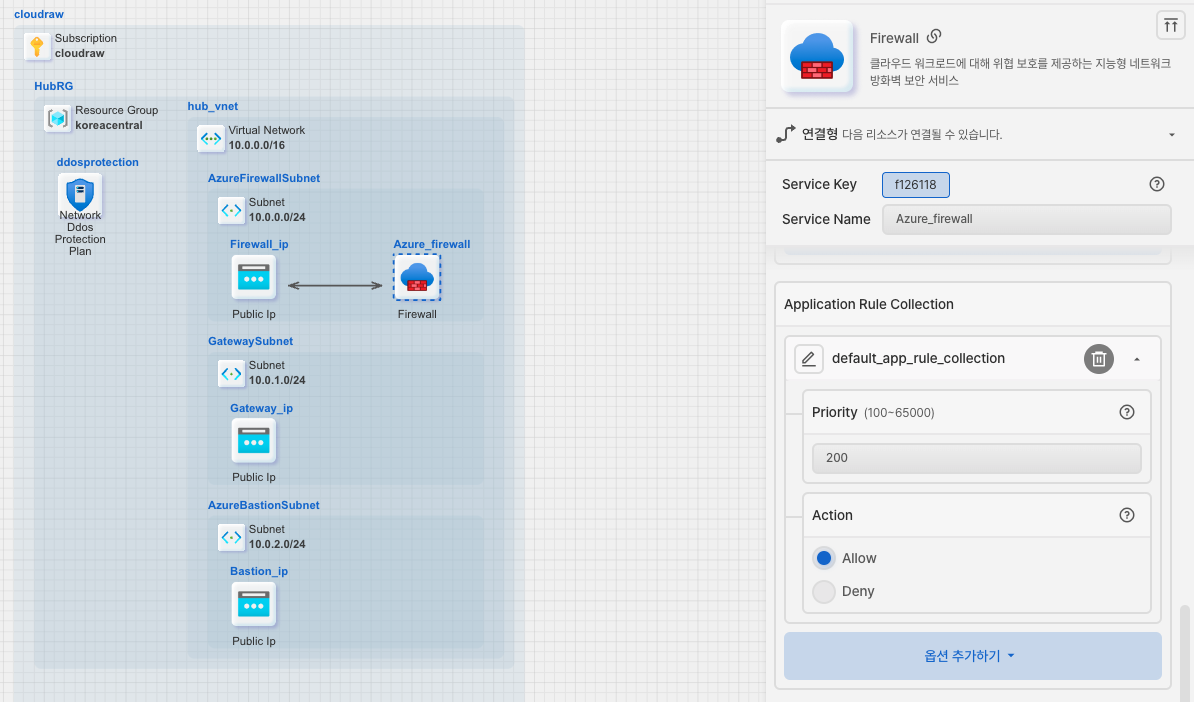 cloudraw
Subscription
cloudraw
HubRG
Resource Group
koreacentral
ddosprotection
Network
Ddos
Protection
Plan
hub_vnet
Virtual Network
10.0.0.0/16
AzureFirewallSubnet
Subnet
10.0.0.0/24
Firewall_ip
Public Ip
Azure_firewall
Firewall
GatewaySubnet
Subnet
10.0.1.0/24
Gateway_ip
Public Ip
AzureBastionSubnet
Subnet
10.0.2.0/24
Bastion_ip
Public Ip
Firewall
클라우드 워크로드에 대해 위협 보호를 제공하는 지능형 네트워크
방화벽 보안 서비스
연결형 다음 리소스가 연결될 수 있습니다.
Service Key f126118
Service Name Azure_firewall
Application Rule Collection
default_app_rule_collection
Priority (100~65000)
200
Action
Allow
Deny
옵션 추가하기